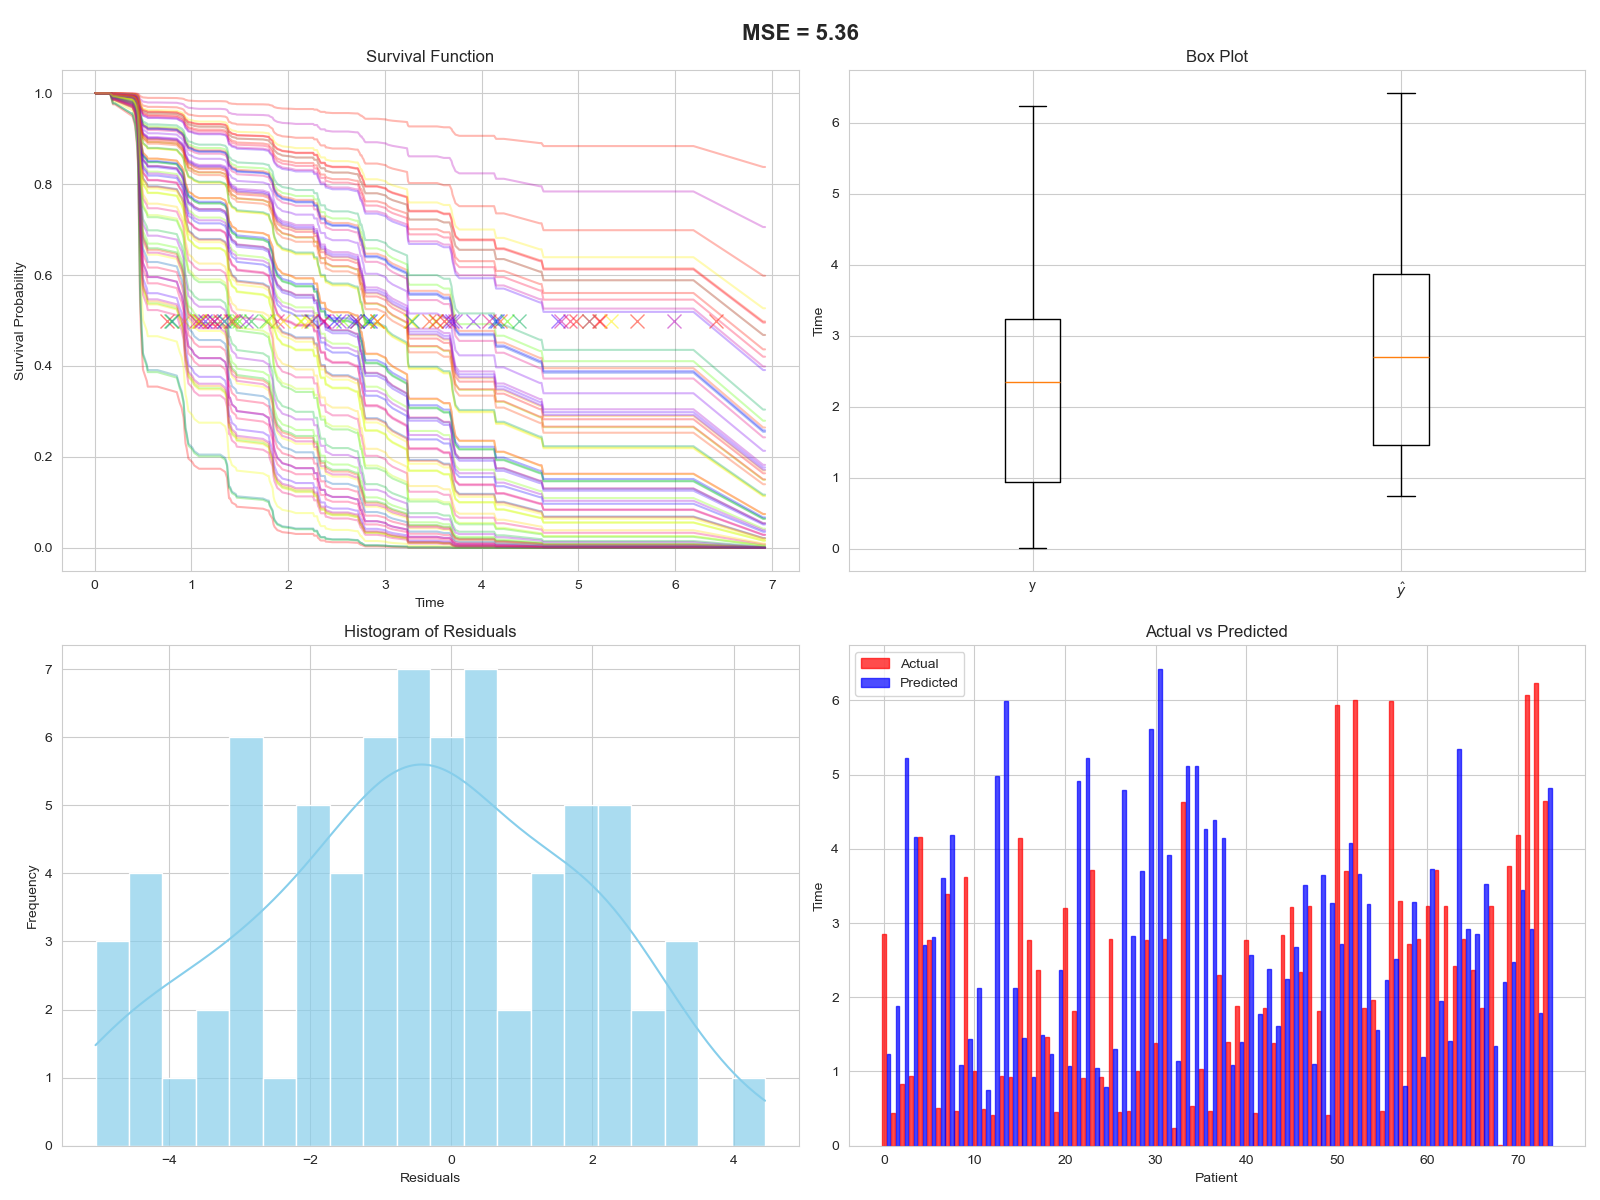 MSE = 5.36
Survival Function
Survival Probability
1.0
0.8
0.6
0.4
0.2
0.0
0 1 2 3 4 5 6 7
Time
Box Plot
Time
6
5
4
3
2
1
0
y ŷ
Histogram of Residuals
Frequency
7
6
5
4
3
2
1
0
−4 −2 0 2 4
Residuals
Actual vs Predicted
Actual
Predicted
Time
6
5
4
3
2
1
0
0 10 20 30 40 50 60 70
Patient